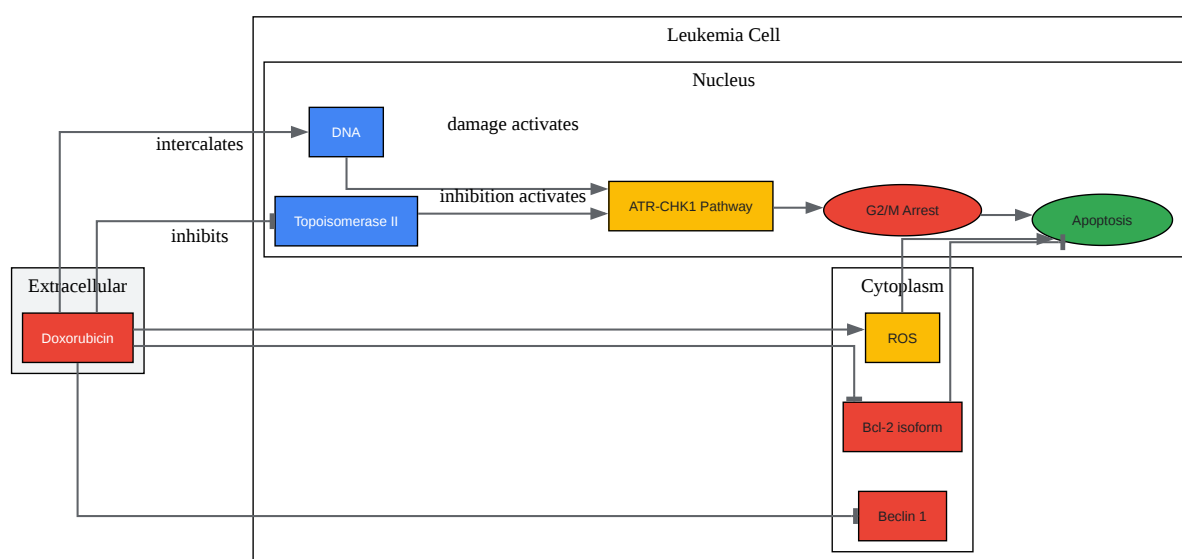 Leukemia Cell
Nucleus
DNA
damage activates
intercalates
inhibition activates
ATR-CHK1 Pathway
G2/M Arrest
Apoptosis
Topoisomerase II
inhibits
Extracellular
Cytoplasm
Doxorubicin
ROS
Bcl-2 isoform
Beclin 1